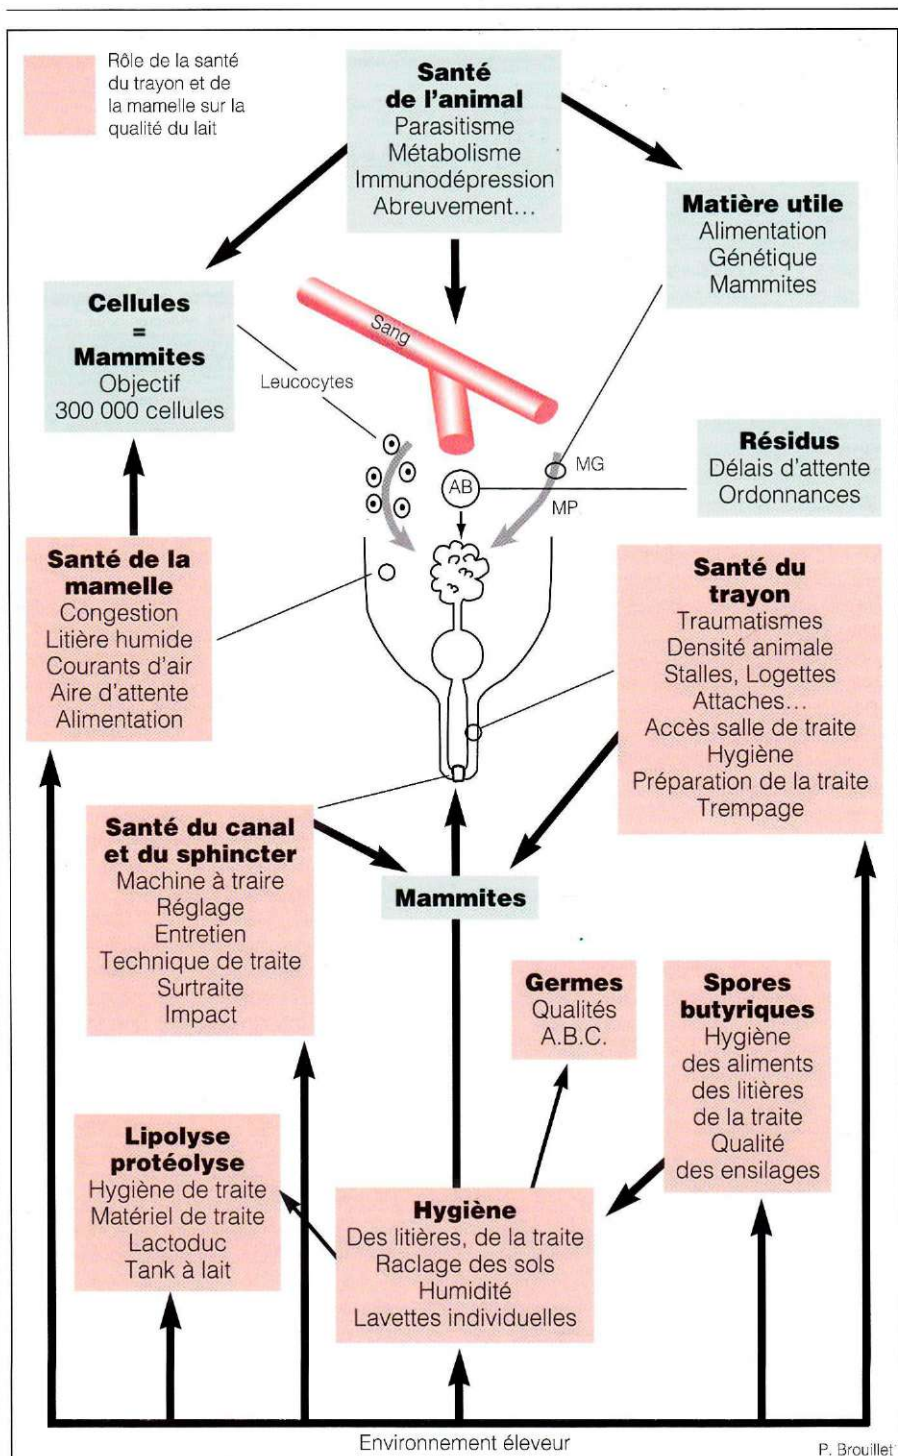 Rôle de la santé
du trayon et de
la mamelle sur la
qualité du lait
Santé
de l'animal
Parasitisme
Métabolisme
Immunodépression
Abreuvement...
Matière utile
Alimentation
Génétique
Mammites
Cellules
=
Mammites
Objectif
300 000 cellules
Sang
Leucocytes
MG
AB
MP
Résidus
Délais d'attente
Ordonnances
Santé de la
mamelle
Congestion
Litière humide
Courants d'air
Aire d'attente
Alimentation
Santé du
trayon
Traumatismes
Densité animale
Stalles, Logettes
Attaches...
Accès salle de traite
Hygiène
Préparation de la traite
Trempage
Santé du canal
et du sphincter
Machine à traire
Réglage
Entretien
Technique de traite
Surtraite
Impact
Mammites
Germes
Qualités
A.B.C.
Spores
butyriques
Hygiène
des aliments
des litières
de la traite
Qualité
des ensilages
Lipolyse
protéolyse
Hygiène de traite
Matériel de traite
Lactoduc
Tank à lait
Hygiène
Des litières, de la traite
Raclage des sols
Humidité
Lavettes individuelles
Environnement éleveur
P. Brouillet